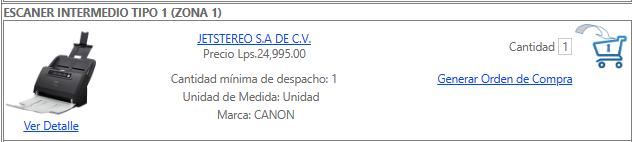 ESCANER INTERMEDIO TIPO 1 (ZONA 1)
JETSTEREO S.A DE C.V.
Precio Lps.24,995.00
Cantidad 1
1
Cantidad mínima de despacho: 1
Generar Orden de Compra
Unidad de Medida: Unidad
Marca: CANON
Ver Detalle